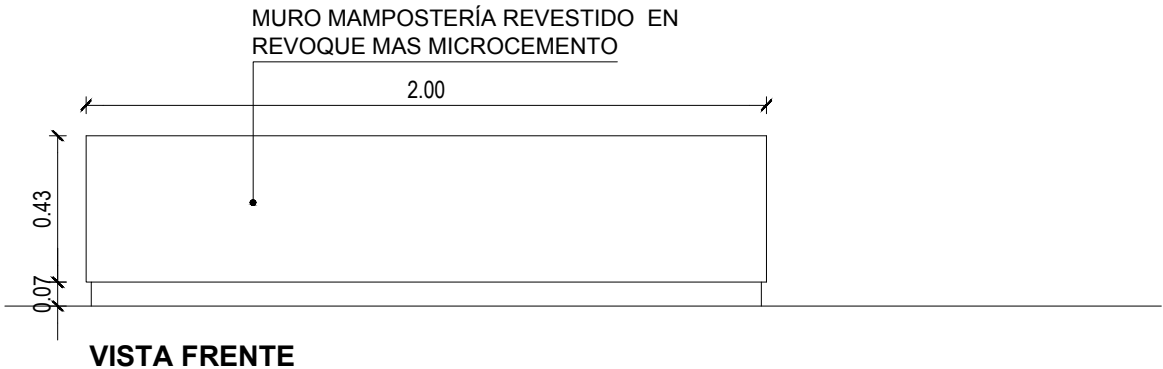 MURO MAMPOSTERÍA REVESTIDO EN
REVOQUE MAS MICROCEMENTO
2.00
0.43
0.07
VISTA FRENTE